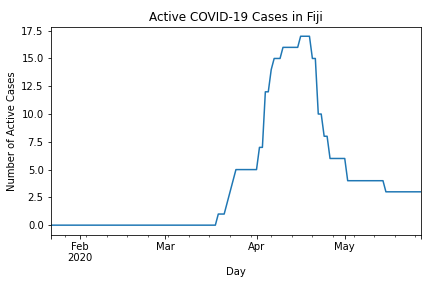 Active COVID-19 Cases in Fiji
Number of Active Cases
17.5
15.0
12.5
10.0
7.5
5.0
2.5
0.0
Feb Mar Apr May
2020
Day